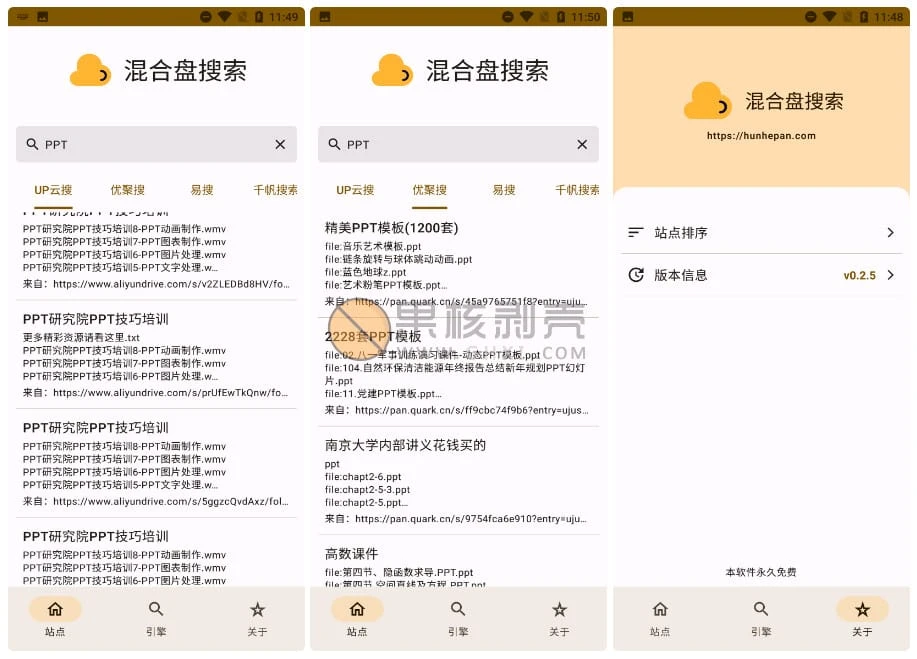 11:49
混合盘搜索
PPT
UP云搜 优聚搜 易搜 千帆搜索
PPT研究院PPT技巧培训
PPT研究院PPT技巧培训8-PPT动画制作.wmv
PPT研究院PPT技巧培训7-PPT图表制作.wmv
PPT研究院PPT技巧培训6-PPT图片处理.wmv
PPT研究院PPT技巧培训5-PPT文字处理.w...
来自：https://www.aliyundrive.com/s/v2ZLEDBd8HV/fo...
PPT研究院PPT技巧培训
更多精彩资源请看这里.txt
PPT研究院PPT技巧培训8-PPT动画制作.wmv
PPT研究院PPT技巧培训7-PPT图表制作.wmv
PPT研究院PPT技巧培训6-PPT图片处理.w...
来自：https://www.aliyundrive.com/s/prUfEwTkQnw/fo...
PPT研究院PPT技巧培训
PPT研究院PPT技巧培训8-PPT动画制作.wmv
PPT研究院PPT技巧培训7-PPT图表制作.wmv
PPT研究院PPT技巧培训6-PPT图片处理.wmv
PPT研究院PPT技巧培训5-PPT文字处理.w...
来自：https://www.aliyundrive.com/s/5ggzcQvdAxz/fol...
PPT研究院PPT技巧培训
PPT研究院PPT技巧培训8-PPT动画制作.wmv
PPT研究院PPT技巧培训7-PPT图表制作.wmv
PPT研究院PPT技巧培训6-PPT图片处理.wmv
站点 引擎 关于
11:50
混合盘搜索
PPT
UP云搜 优聚搜 易搜 千帆搜索
精美PPT模板(1200套)
file:音乐艺术模板.ppt
file:链条旋转与球体跳动动画.ppt
file:蓝色地球z.ppt
file:艺术粉笔PPT模板.ppt...
来自：https://pan.quark.cn/s/45a9765751f8?entry=uju...
果核剥壳
2228套PPT模板
file:02.八一军事训练演习课件-动态PPT模板.ppt
file:104.自然环保清洁能源年终报告总结新年规划PPT幻灯
片.ppt
file:11.党建PPT模板.ppt...
来自：https://pan.quark.cn/s/ff9cbc74f9b6?entry=ujus...
南京大学内部讲义花钱买的
ppt
file:chapt2-6.ppt
file:chapt2-5-3.ppt
file:chapt2-5.ppt...
来自：https://pan.quark.cn/s/9754fca6e910?entry=uju...
高数课件
file:第四节、隐函数求导.PPT.ppt
file:第四节 空间直线及方程.PPT.ppt
站点 引擎 关于
11:48
混合盘搜索
https://hunhepan.com
站点排序
版本信息 v0.2.5
本软件永久免费
站点 引擎 关于